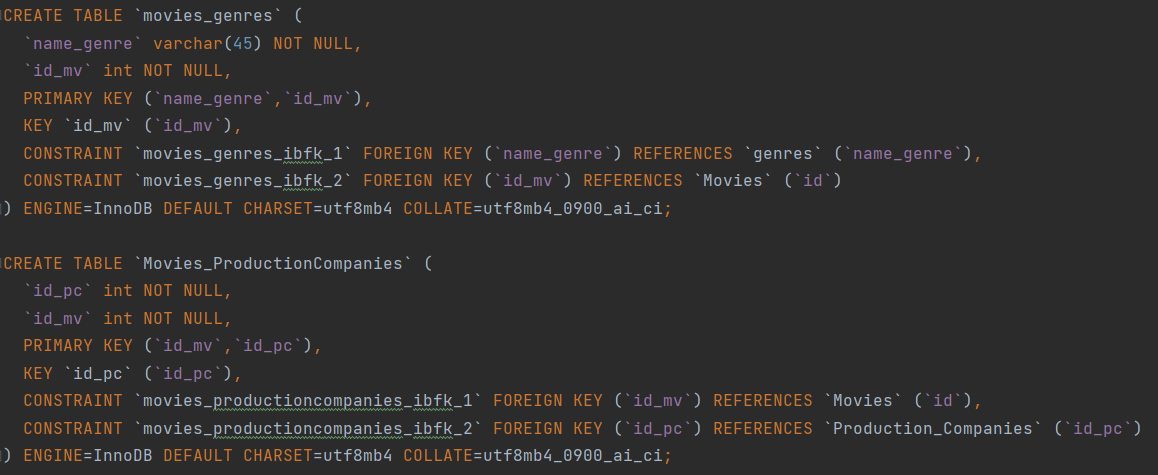 CREATE TABLE `movies_genres` (
`name_genre` varchar(45) NOT NULL,
`id_mv` int NOT NULL,
PRIMARY KEY (`name_genre`,`id_mv`),
KEY `id_mv` (`id_mv`),
CONSTRAINT `movies_genres_ibfk_1` FOREIGN KEY (`name_genre`) REFERENCES `genres` (`name_genre`),
CONSTRAINT `movies_genres_ibfk_2` FOREIGN KEY (`id_mv`) REFERENCES `Movies` (`id`)
) ENGINE=InnoDB DEFAULT CHARSET=utf8mb4 COLLATE=utf8mb4_0900_ai_ci;
CREATE TABLE `Movies_ProductionCompanies` (
`id_pc` int NOT NULL,
`id_mv` int NOT NULL,
PRIMARY KEY (`id_mv`,`id_pc`),
KEY `id_pc` (`id_pc`),
CONSTRAINT `movies_productioncompanies_ibfk_1` FOREIGN KEY (`id_mv`) REFERENCES `Movies` (`id`),
CONSTRAINT `movies_productioncompanies_ibfk_2` FOREIGN KEY (`id_pc`) REFERENCES `Production_Companies` (`id_pc`)
) ENGINE=InnoDB DEFAULT CHARSET=utf8mb4 COLLATE=utf8mb4_0900_ai_ci;